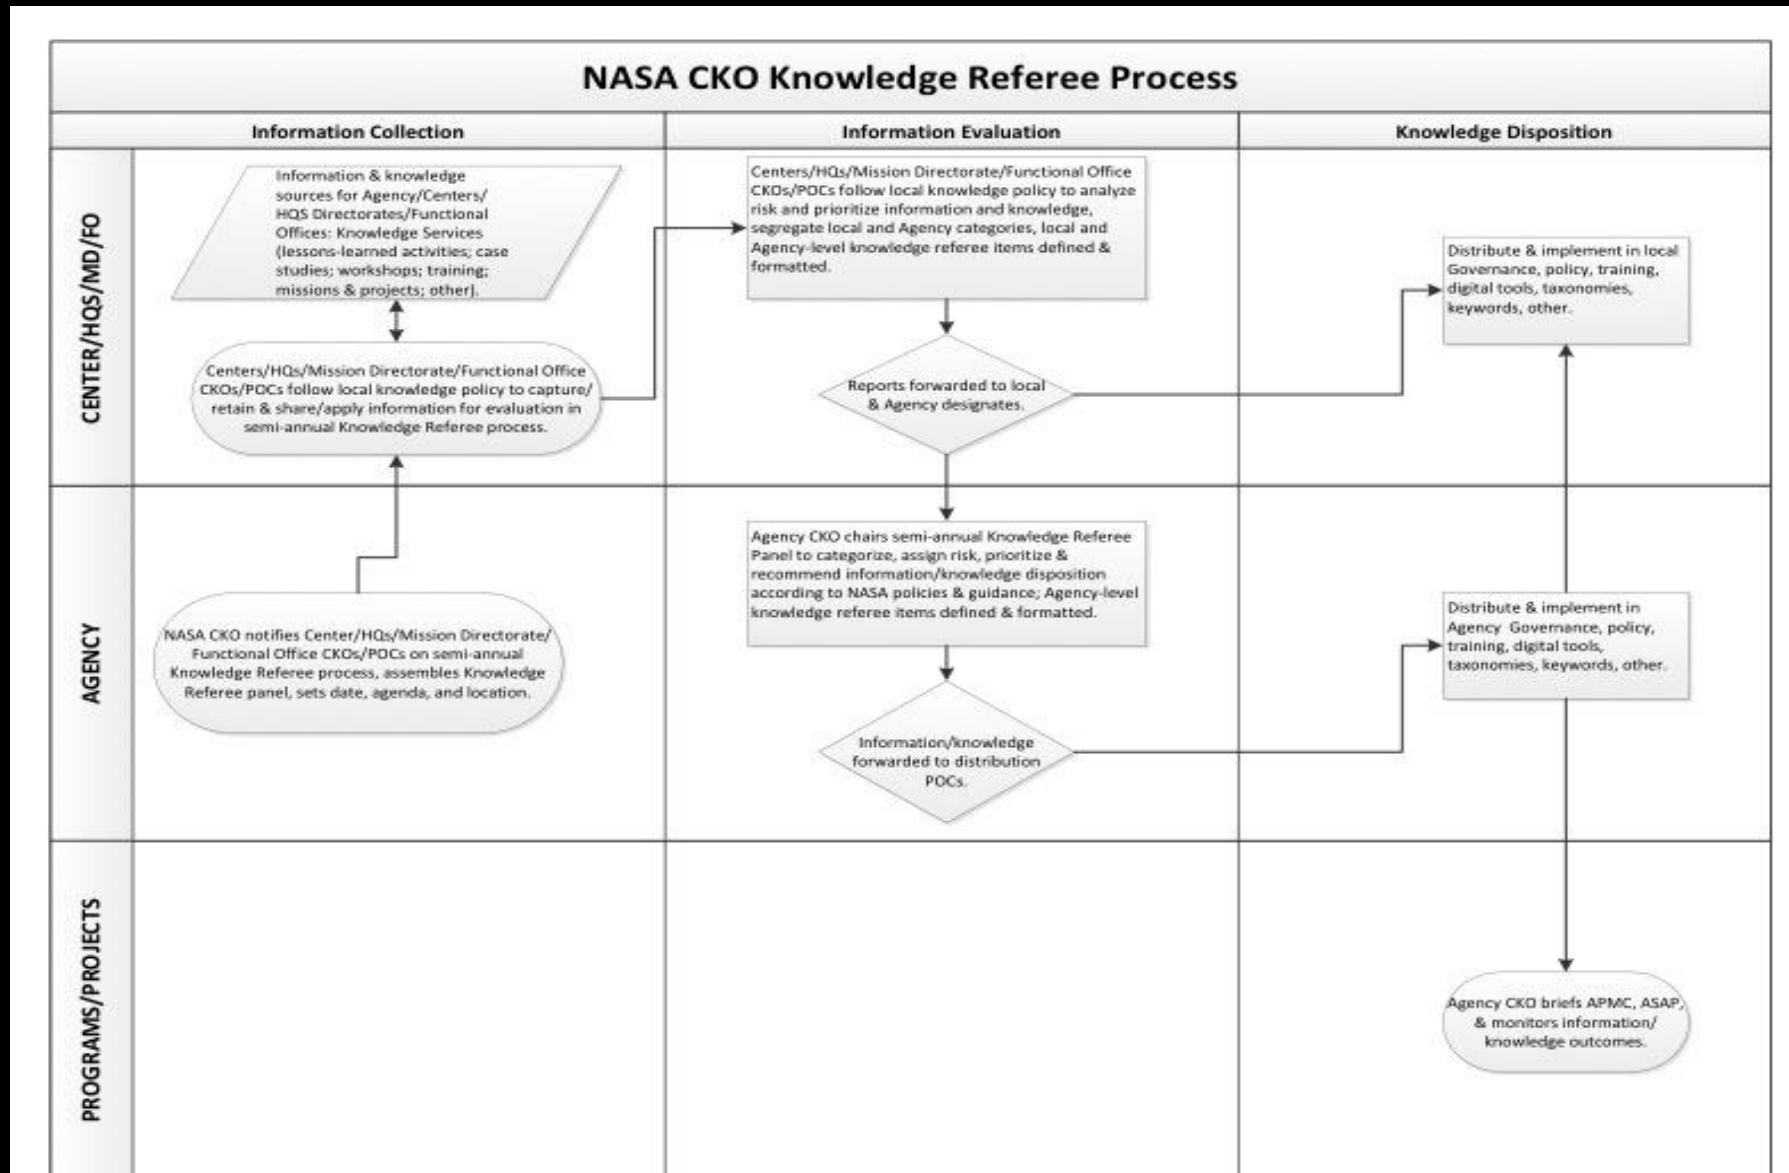 NASA CKO Knowledge Referee Process
Information Collection
Information Evaluation
Knowledge Disposition
CENTER/HQS/MD/FO
Information & knowledge
sources for Agency/Centers/
HQS Directorates/Functional
Offices: Knowledge Services
(lessons-learned activities; case
studies; workshops; training;
missions & projects; other).
Centers/HQs/Mission Directorate/Functional Office
CKOs/POCs follow local knowledge policy to capture/
retain & share/apply information for evaluation in
semi-annual Knowledge Referee process.
Centers/HQs/Mission Directorate/Functional Office
CKOs/POCs follow local knowledge policy to analyze
risk and prioritize information and knowledge,
segregate local and Agency categories, local and
Agency-level knowledge referee items defined &
formatted.
Reports forwarded to local
& Agency designates.
Distribute & implement in local
Governance, policy, training,
digital tools, taxonomies,
keywords, other.
AGENCY
NASA CKO notifies Center/HQs/Mission Directorate/
Functional Office CKOs/POCs on semi-annual
Knowledge Referee process, assembles Knowledge
Referee panel, sets date, agenda, and location.
Agency CKO chairs semi-annual Knowledge Referee
Panel to categorize, assign risk, prioritize &
recommend information/knowledge disposition
according to NASA policies & guidance; Agency-level
knowledge referee items defined & formatted.
Information/knowledge
forwarded to distribution
POCs.
Distribute & implement in
Agency Governance, policy,
training, digital tools,
taxonomies, keywords, other.
PROGRAMS/PROJECTS
Agency CKO briefs APMC, ASAP,
& monitors information/
knowledge outcomes.